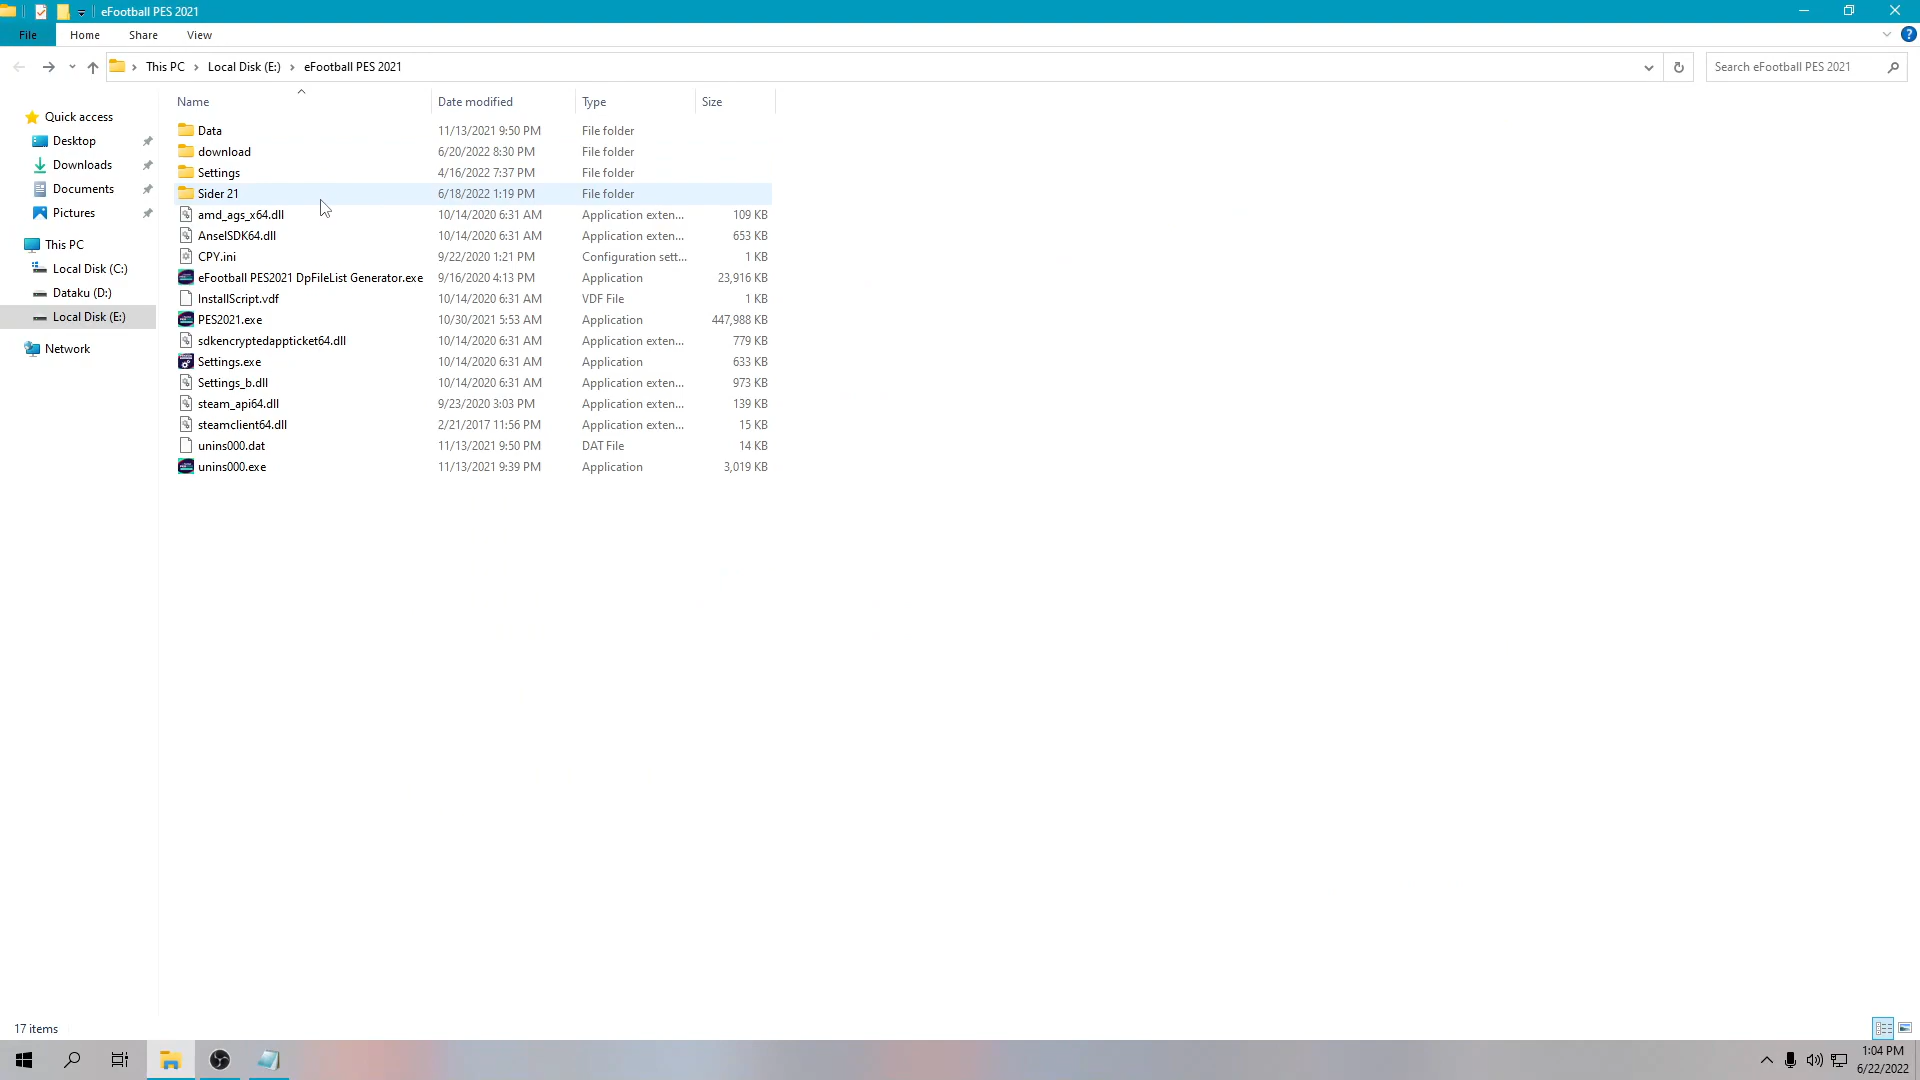 eFootball PES 2021
File Home Share View
This PC Local Disk (E:) eFootball PES 2021 Search eFootball PES 2021
Name Date modified Type Size
Quick access
Desktop
Downloads
Documents
Pictures
This PC
Local Disk (C:)
Dataku (D:)
Local Disk (E:)
Network
Data 11/13/2021 9:50 PM File folder
download 6/20/2022 8:30 PM File folder
Settings 4/16/2022 7:37 PM File folder
Sider 21 6/18/2022 1:19 PM File folder
amd_ags_x64.dll 10/14/2020 6:31 AM Application exten... 109 KB
AnselSDK64.dll 10/14/2020 6:31 AM Application exten... 653 KB
CPY.ini 9/22/2020 1:21 PM Configuration sett... 1 KB
eFootball PES2021 DpFileList Generator.exe 9/16/2020 4:13 PM Application 23,916 KB
InstallScript.vdf 10/14/2020 6:31 AM VDF File 1 KB
PES2021.exe 10/30/2021 5:53 AM Application 447,988 KB
sdkencryptedappticket64.dll 10/14/2020 6:31 AM Application exten... 779 KB
Settings.exe 10/14/2020 6:31 AM Application 633 KB
Settings_b.dll 10/14/2020 6:31 AM Application exten... 973 KB
steam_api64.dll 9/23/2020 3:03 PM Application exten... 139 KB
steamclient64.dll 2/21/2017 11:56 PM Application exten... 15 KB
unins000.dat 11/13/2021 9:50 PM DAT File 14 KB
unins000.exe 11/13/2021 9:39 PM Application 3,019 KB
17 items
1:04 PM
6/22/2022